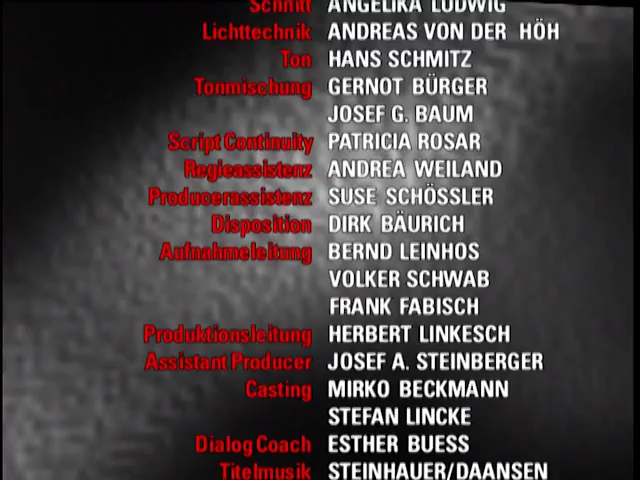 Schnitt ANGELIKA LUDWIG
Lichttechnik ANDREAS VON DER HÖH
Ton HANS SCHMITZ
Tonmischung GERNOT BÜRGER
JOSEF G. BAUM
Script Continuity PATRICIA ROSAR
Regieassistenz ANDREA WEILAND
Producerassistenz SUSE SCHÖSSLER
Disposition DIRK BÄURICH
Aufnahmeleitung BERND LEINHOS
VOLKER SCHWAB
FRANK FABISCH
Produktionsleitung HERBERT LINKESCH
Assistant Producer JOSEF A. STEINBERGER
Casting MIRKO BECKMANN
STEFAN LINCKE
Dialog Coach ESTHER BUESS
Titelmusik STEINHAUER/DAANSEN